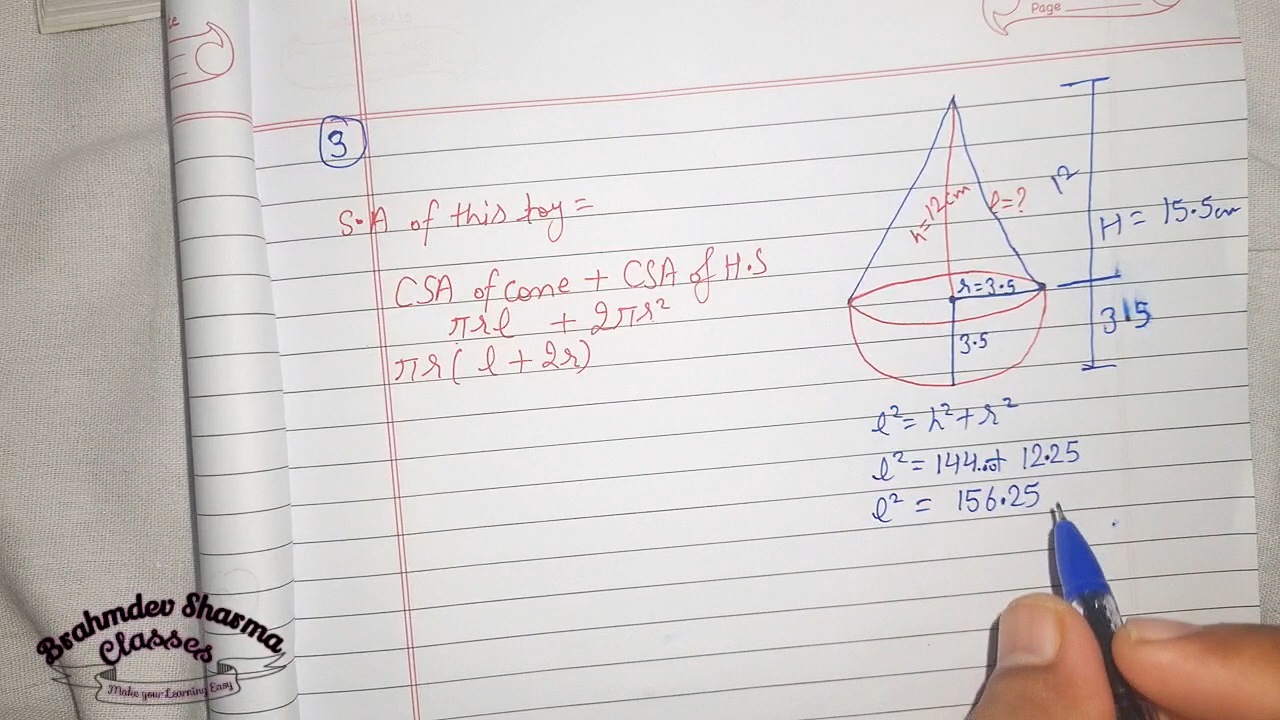 Page
3
S.A of this toy =
CSA of cone + CSA of H.S
πrl + 2πr²
πr( l + 2r)
h=12cm
l=?
r=3.5
3.5
12
H = 15.5cm
3.5
l² = h² + r²
l² = 144 + 12.25
l² = 156.25
Brahmdev Sharma
Classes
Make your Learning Easy